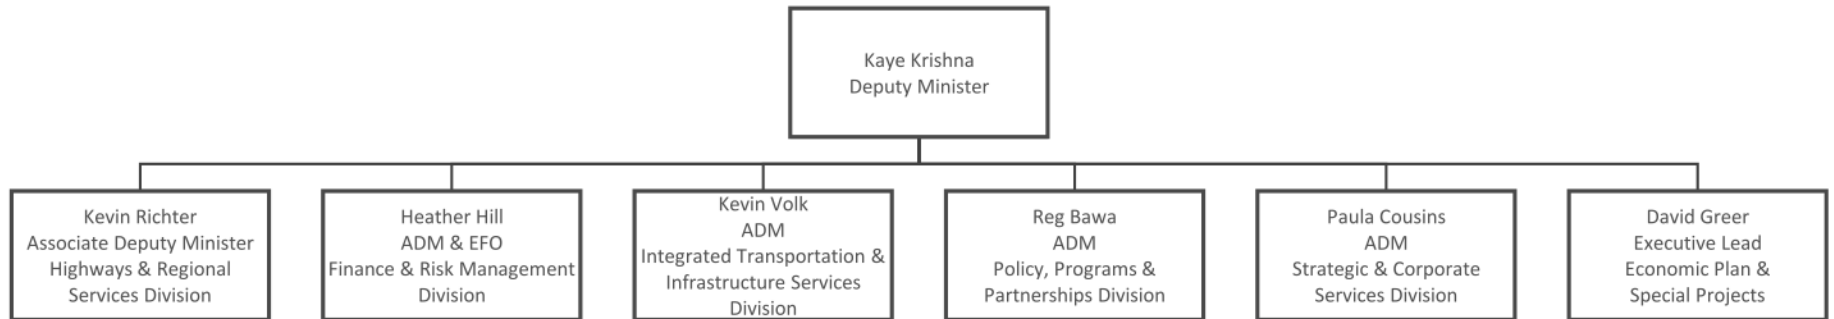 Kaye Krishna
Deputy Minister
Kevin Richter
Associate Deputy Minister
Highways & Regional
Services Division
Heather Hill
ADM & EFO
Finance & Risk Management
Division
Kevin Volk
ADM
Integrated Transportation &
Infrastructure Services
Division
Reg Bawa
ADM
Policy, Programs &
Partnerships Division
Paula Cousins
ADM
Strategic & Corporate
Services Division
David Greer
Executive Lead
Economic Plan &
Special Projects